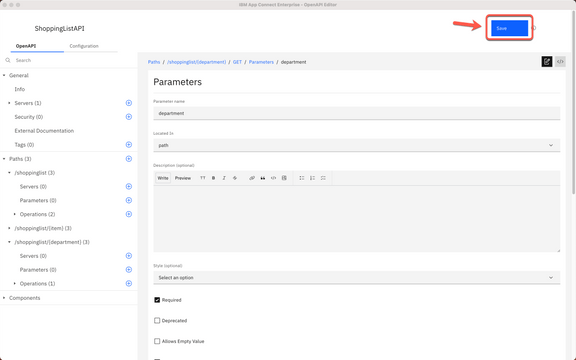 IBM App Connect Enterprise - OpenAPI Editor
ShoppingListAPI
Save
OpenAPI
Configuration
Search
General
Info
Servers (1)
Security (0)
External Documentation
Tags (0)
Paths (3)
/shoppinglist (3)
Servers (0)
Parameters (0)
Operations (2)
/shoppinglist/{item} (3)
/shoppinglist/{department} (3)
Servers (0)
Parameters (0)
Operations (1)
Components
Paths / /shoppinglist/{department} / GET / Parameters / department
Parameters
Parameter name
department
Located In
path
Description (optional)
Write Preview TT B I S
Style (optional)
Select an option
Required
Deprecated
Allows Empty Value